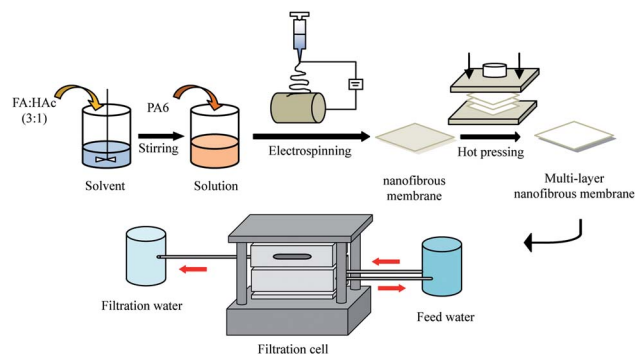 FA:HAc
(3:1)
PA6
Stirring
Electrospinning
Hot pressing
Solvent
Solution
nanofibrous
membrane
Multi-layer
nanofibrous membrane
Filtration water
Feed water
Filtration cell